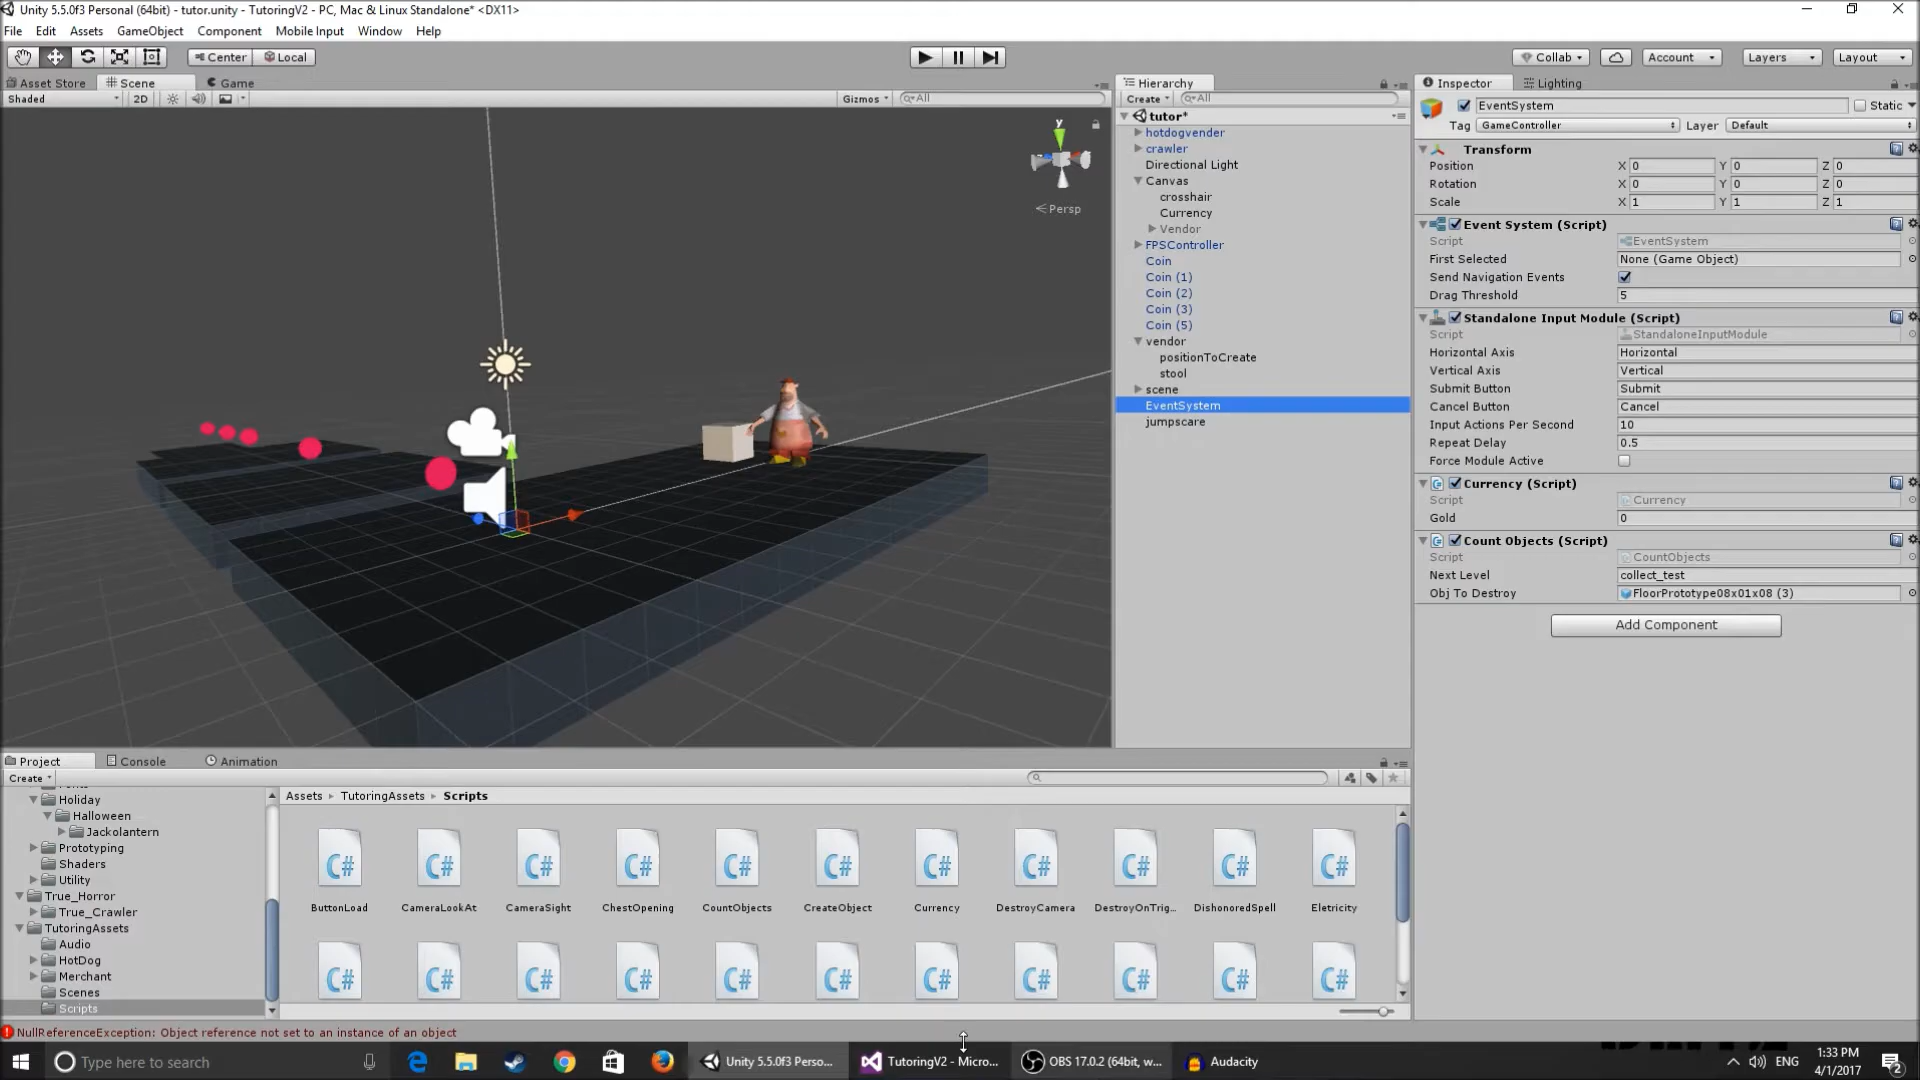 Unity 5.5.0f3 Personal (64bit) - tutor.unity - TutoringV2 - PC, Mac & Linux Standalone* <DX11>
File Edit Assets GameObject Component Mobile Input Window Help
Center Local Collab Account Layers Layout
Asset Store Scene Game
Shaded 2D Gizmos All
y
Persp
Hierarchy
Create All
tutor*
hotdogvender
crawler
Directional Light
Canvas
crosshair
Currency
Vendor
FPSController
Coin
Coin (1)
Coin (2)
Coin (3)
Coin (5)
vendor
positionToCreate
stool
scene
EventSystem
jumpscare
Inspector Lighting
EventSystem Static
Tag GameController Layer Default
Transform
Position X 0 Y 0 Z 0
Rotation X 0 Y 0 Z 0
Scale X 1 Y 1 Z 1
Event System (Script)
Script EventSystem
First Selected None (Game Object)
Send Navigation Events
Drag Threshold 5
Standalone Input Module (Script)
Script StandaloneInputModule
Horizontal Axis Horizontal
Vertical Axis Vertical
Submit Button Submit
Cancel Button Cancel
Input Actions Per Second 10
Repeat Delay 0.5
Force Module Active
Currency (Script)
Script Currency
Gold 0
Count Objects (Script)
Script CountObjects
Next Level collect_test
Obj To Destroy FloorPrototype08x01x08 (3)
Add Component
Project Console Animation
Create
Holiday
Halloween
Jackolantern
Prototyping
Shaders
Utility
True_Horror
True_Crawler
TutoringAssets
Audio
HotDog
Merchant
Scenes
Scripts
Assets TutoringAssets Scripts
C# C# C# C# C# C# C# C# C# C# C#
ButtonLoad CameraLookAt CameraSight ChestOpening CountObjects CreateObject Currency DestroyCamera DestroyOnTrig... DishonoredSpell Eletricity
C# C# C# C# C# C# C# C# C# C# C#
NullReferenceException: Object reference not set to an instance of an object
Type here to search Unity 5.5.0f3 Perso... TutoringV2 - Micro... OBS 17.0.2 (64bit, w... Audacity ENG 1:33 PM
4/1/2017 2